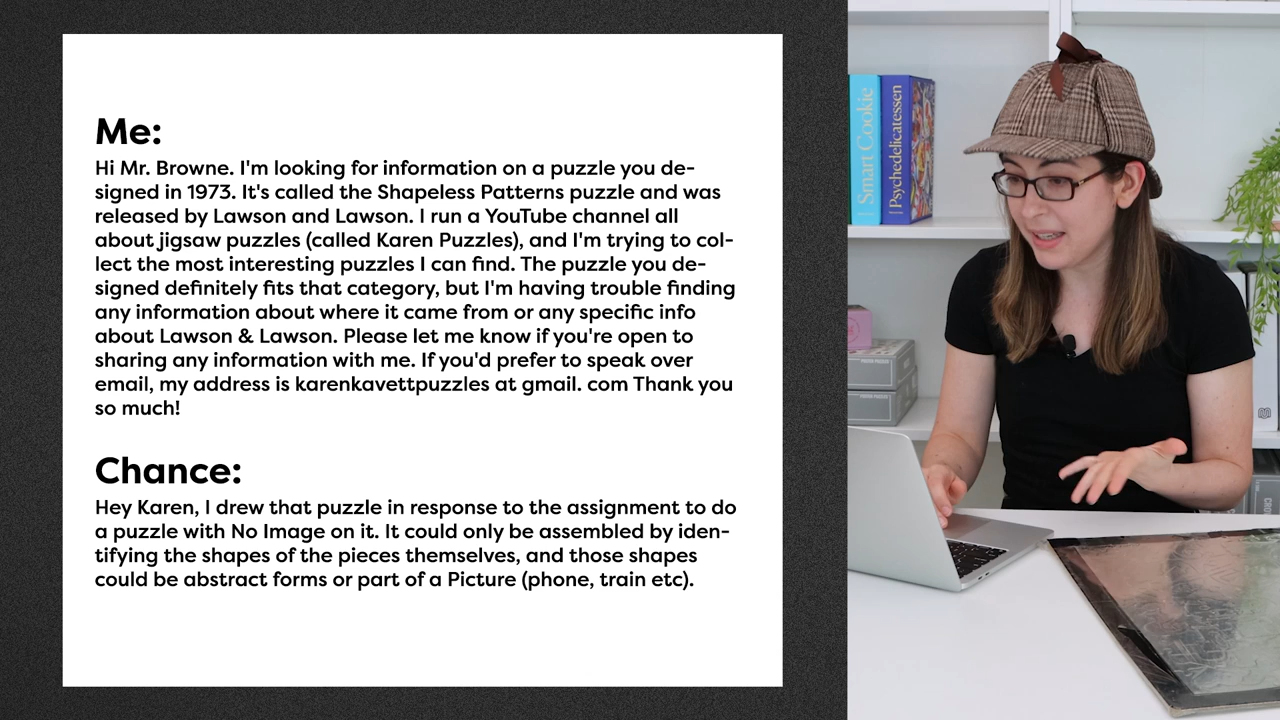 Me:
Hi Mr. Browne. I'm looking for information on a puzzle you de-
signed in 1973. It's called the Shapeless Patterns puzzle and was
released by Lawson and Lawson. I run a YouTube channel all
about jigsaw puzzles (called Karen Puzzles), and I'm trying to col-
lect the most interesting puzzles I can find. The puzzle you de-
signed definitely fits that category, but I'm having trouble finding
any information about where it came from or any specific info
about Lawson & Lawson. Please let me know if you're open to
sharing any information with me. If you'd prefer to speak over
email, my address is karenkavettpuzzles at gmail. com Thank you
so much!
Chance:
Hey Karen, I drew that puzzle in response to the assignment to do
a puzzle with No Image on it. It could only be assembled by iden-
tifying the shapes of the pieces themselves, and those shapes
could be abstract forms or part of a Picture (phone, train etc).
Smart Cookie
Psychedelicatessen